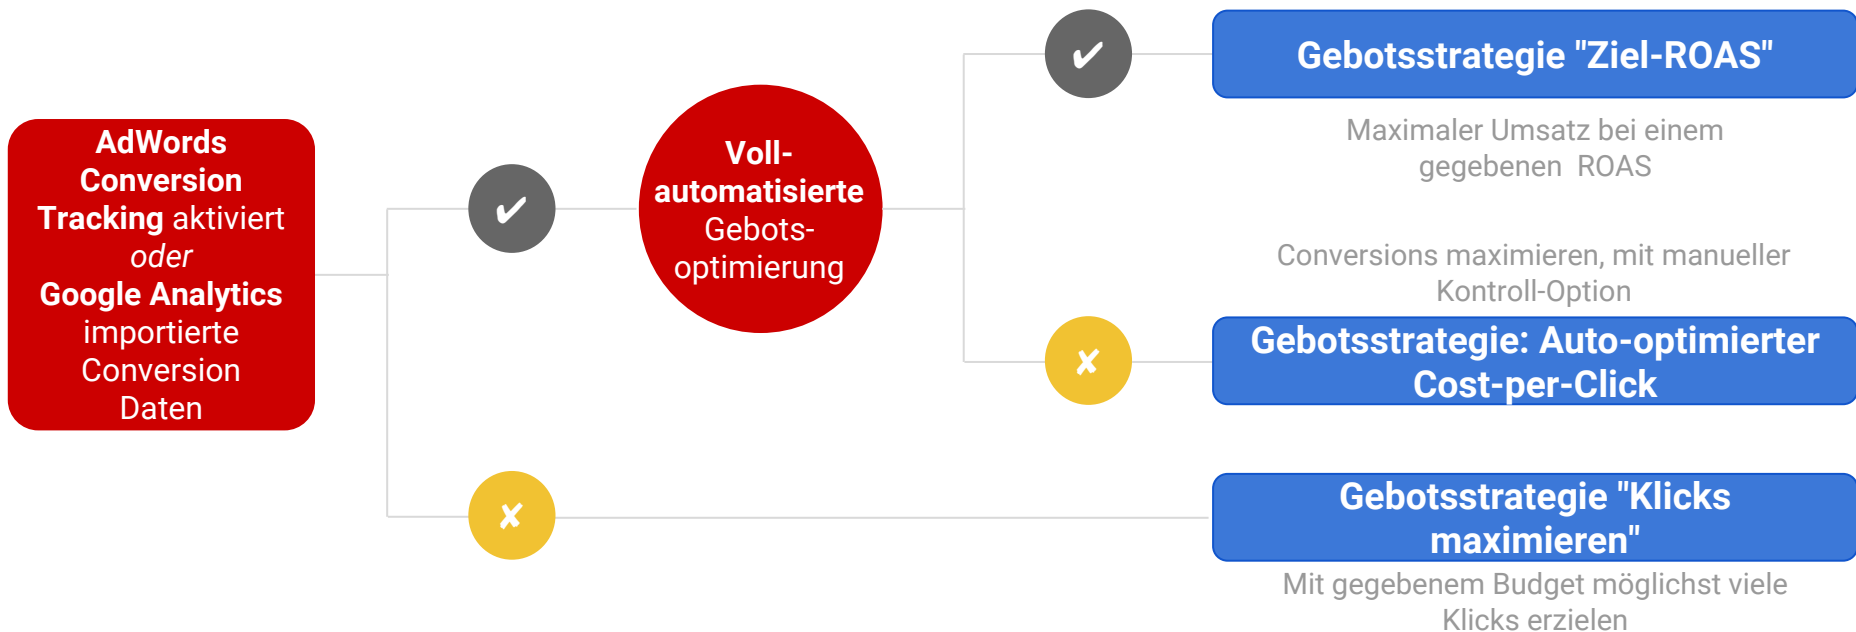 AdWords
Conversion
Tracking aktiviert
oder
Google Analytics
importierte
Conversion
Daten
Voll-
automatisierte
Gebots-
optimierung
Gebotsstrategie "Ziel-ROAS"
Maximaler Umsatz bei einem
gegebenen ROAS
Conversions maximieren, mit manueller
Kontroll-Option
Gebotsstrategie: Auto-optimierter
Cost-per-Click
Gebotsstrategie "Klicks
maximieren"
Mit gegebenem Budget möglichst viele
Klicks erzielen